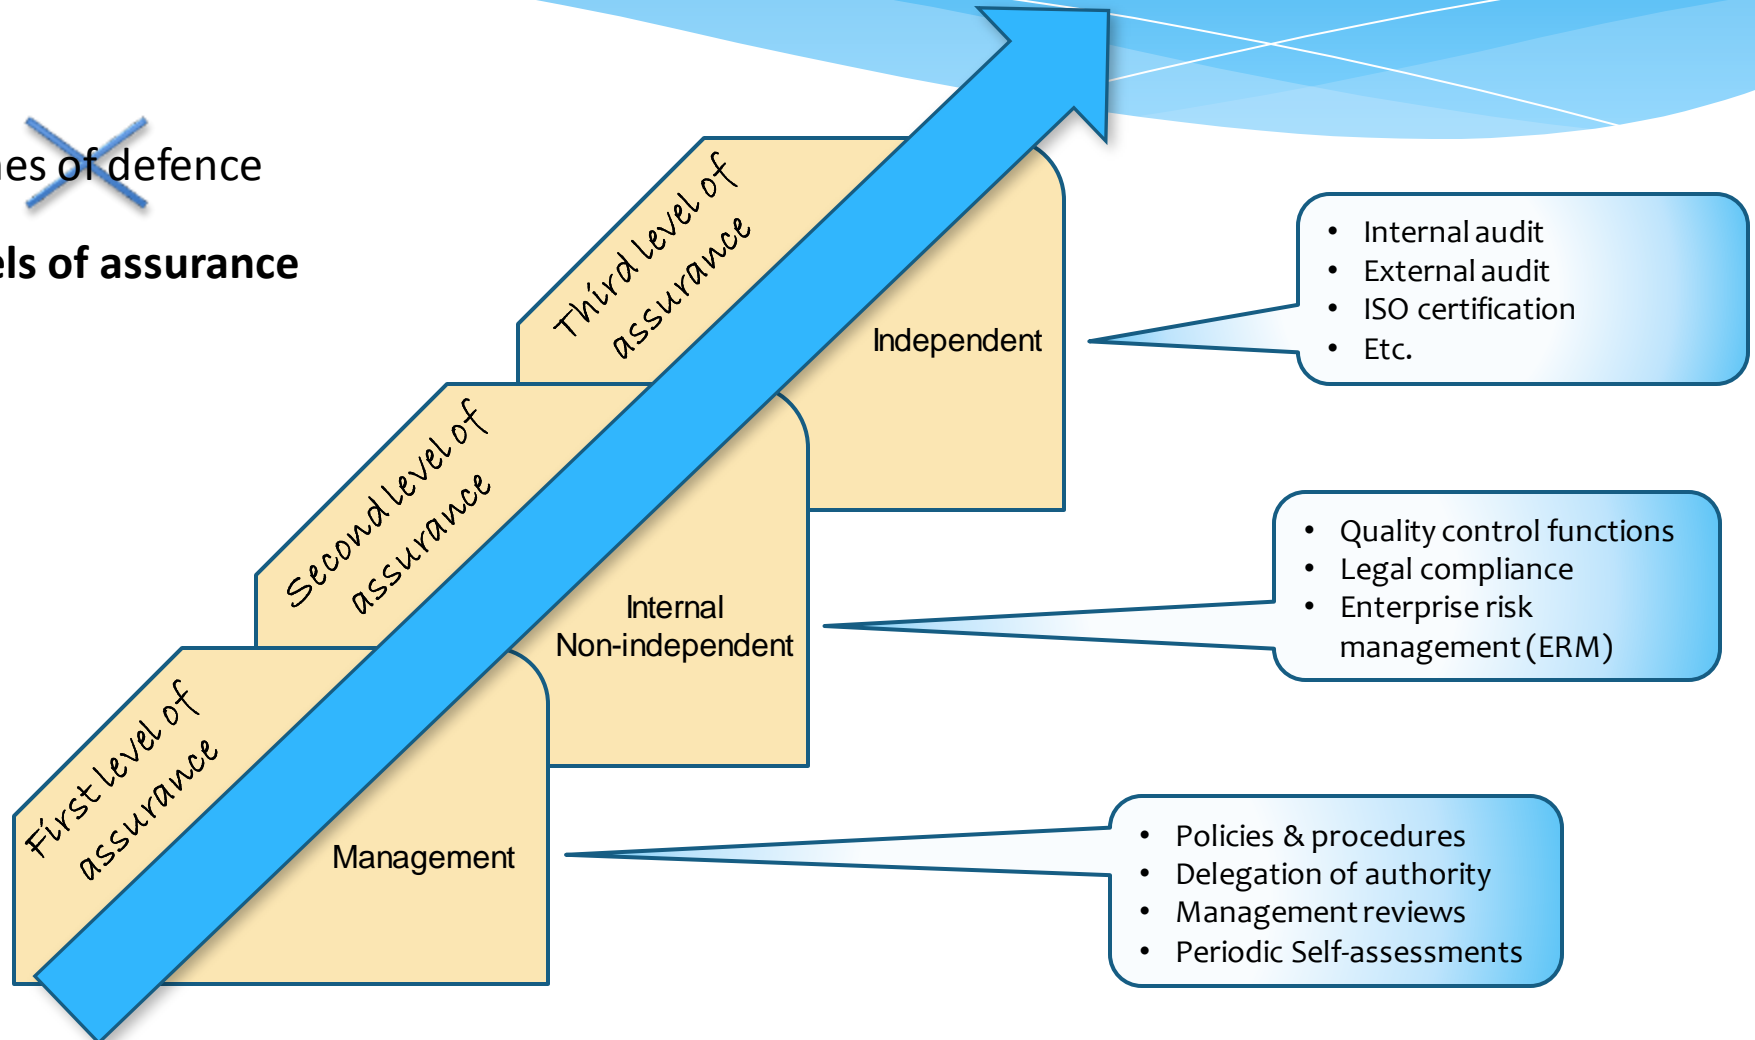 nes of defence
els of assurance
Third level of
assurance
Independent
• Internal audit
• External audit
• ISO certification
• Etc.
Second level of
assurance
Internal
Non-independent
• Quality control functions
• Legal compliance
• Enterprise risk
management (ERM)
First level of
assurance
Management
• Policies & procedures
• Delegation of authority
• Management reviews
• Periodic Self-assessments